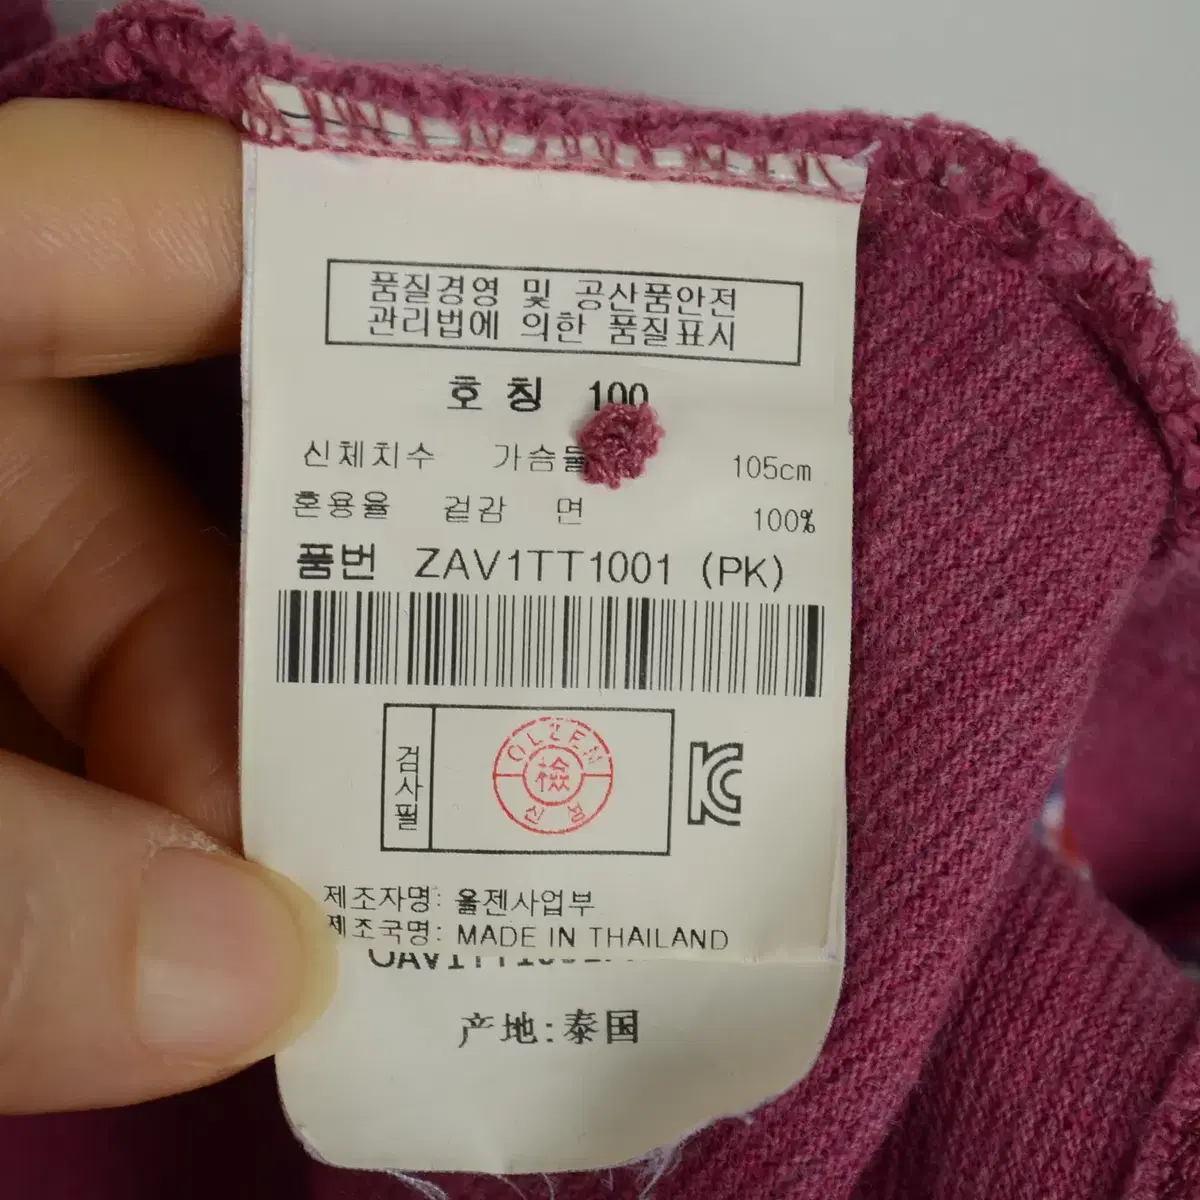 품질경영 및 공산품안전
관리법에 의한 품질표시
호 칭 100
신체치수 가슴둘 105cm
혼용율 겉감 면 100%
품번 ZAV1TT1001 (PK)
검사필
OLZEN
檢
KC
제조자명: 올젠사업부
제조국명: MADE IN THAILAND
产地:泰国